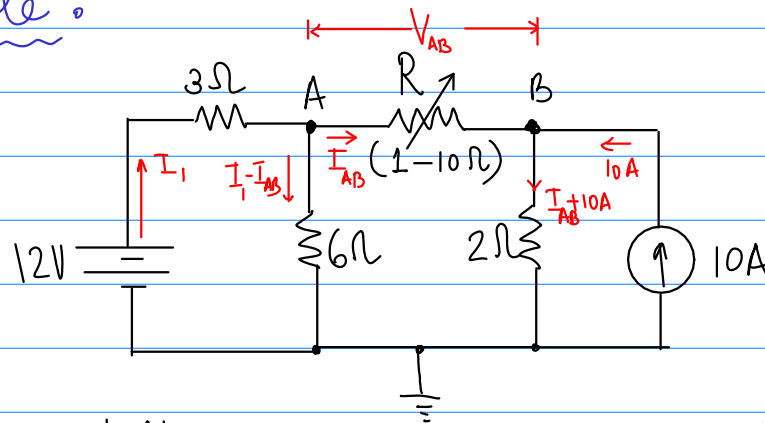 V_AB
3Ω
A
R
B
I_1
I_1-I_AB
I_AB
(1-10Ω)
10A
I_AB+10A
12V
6Ω
2Ω
10A